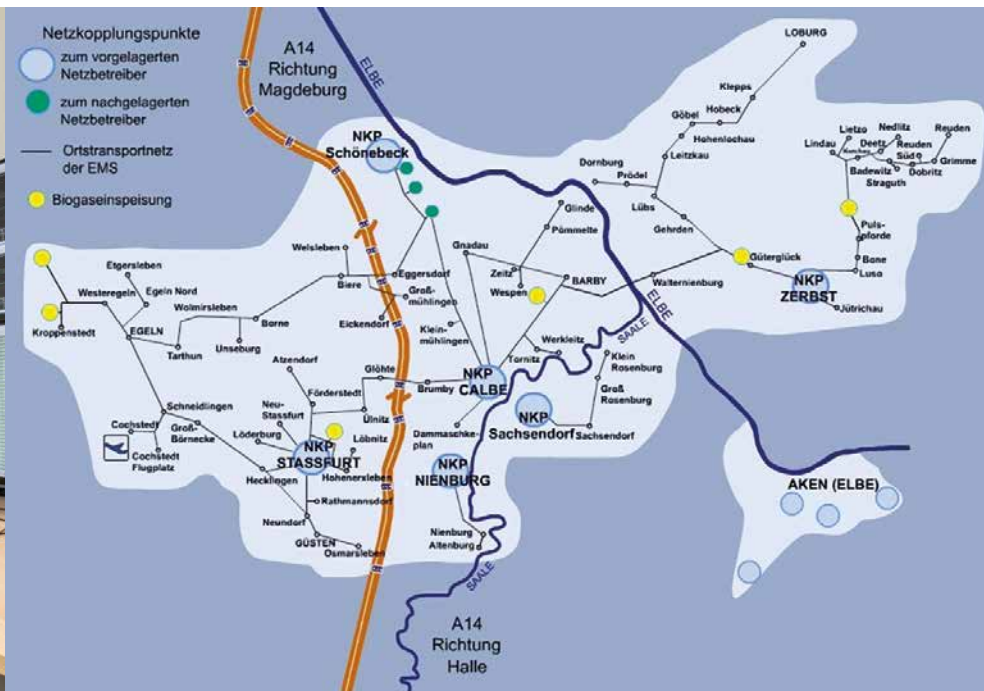 Netzkopplungspunkte
zum vorgelagerten
Netzbetreiber
zum nachgelagerten
Netzbetreiber
Ortstransportnetz
der EMS
Biogaseinspeisung
A14
Richtung
Magdeburg
ELBE
NKP
Schönebeck
LOBURG
Klepps
Hobeck
Göbel
Hohenlochau
Leitzkau
Dornburg
Prödel
Lübs
Gehrden
Lietzo
Nedlitz
Reuden
Deetz
Reuden
Süd
Lindau
Grimme
Badewitz
Dobritz
Straguth
Puls-
pforde
Bone
Luso
Güterglück
NKP
ZERBST
Jütrichau
Walternienburg
Glinde
Pömmelte
Gnadau
Zeitz
Wespen
BARBY
ELBE
SAALE
Welsleben
Biere
Eggersdorf
Groß-
mühlingen
Eickendorf
Klein-
mühlingen
Etgersleben
Egeln Nord
Westeregeln
Wolmirsleben
Kroppenstedt
EGELN
Tarthun
Unseburg
Borne
Atzendorf
Werkleitz
Tornitz
Klein
Rosenburg
Groß
Rosenburg
Glöhte
Brumby
NKP
CALBE
Förderstedt
Schneidlingen
Neu-
Stassfurt
Ülnitz
NKP
Sachsendorf
Sachsendorf
Cochstedt
Groß-
Börnecke
Löderburg
Löbnitz
Dammaschke-
plan
Cochstedt
Flugplatz
NKP
STASSFURT
Hecklingen
Hohenerxleben
NKP
NIENBURG
AKEN (ELBE)
Rathmannsdorf
Neundorf
GÜSTEN
Osmarsleben
Nienburg
Altenburg
SAALE
A14
Richtung
Halle